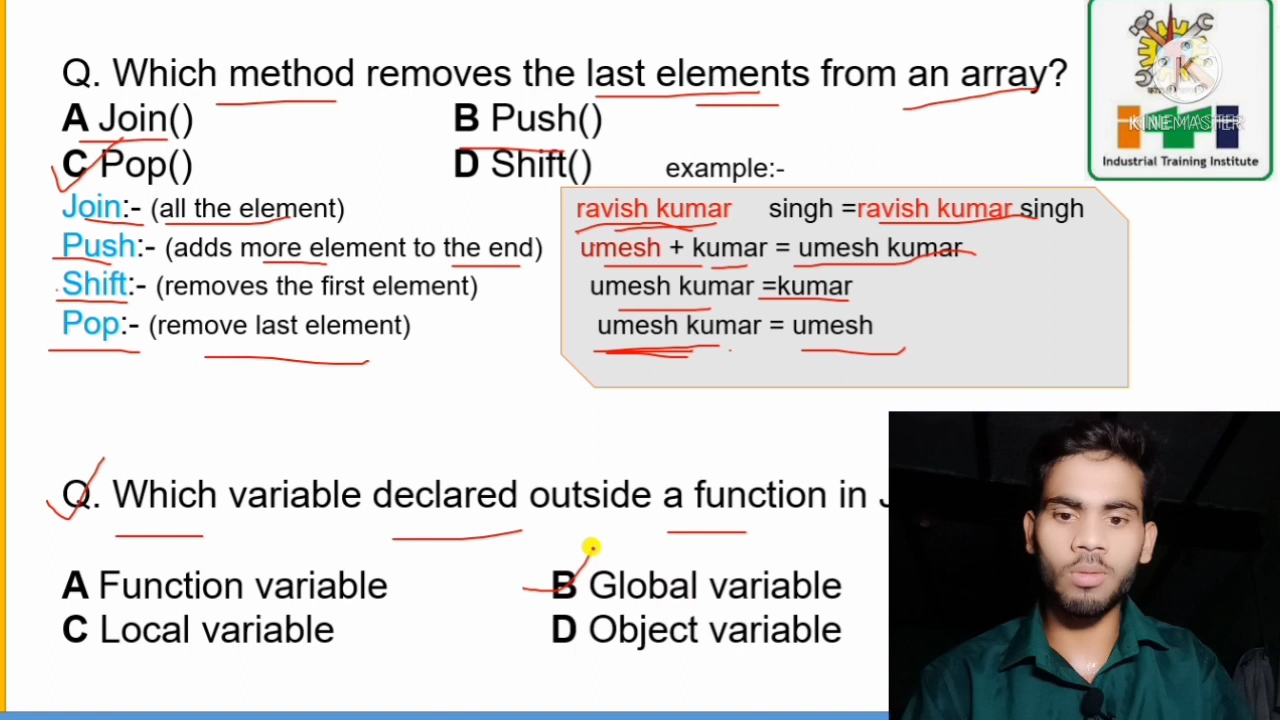 Q. Which method removes the last elements from an array?
A Join() B Push()
C Pop() D Shift() example:-
Join:- (all the element) ravish kumar singh =ravish kumar singh
Push:- (adds more element to the end) umesh + kumar = umesh kumar
Shift:- (removes the first element) umesh kumar =kumar
Pop:- (remove last element) umesh kumar = umesh
Q. Which variable declared outside a function in
A Function variable B Global variable
C Local variable D Object variable
K
KINEMASTER
Industrial Training Institute